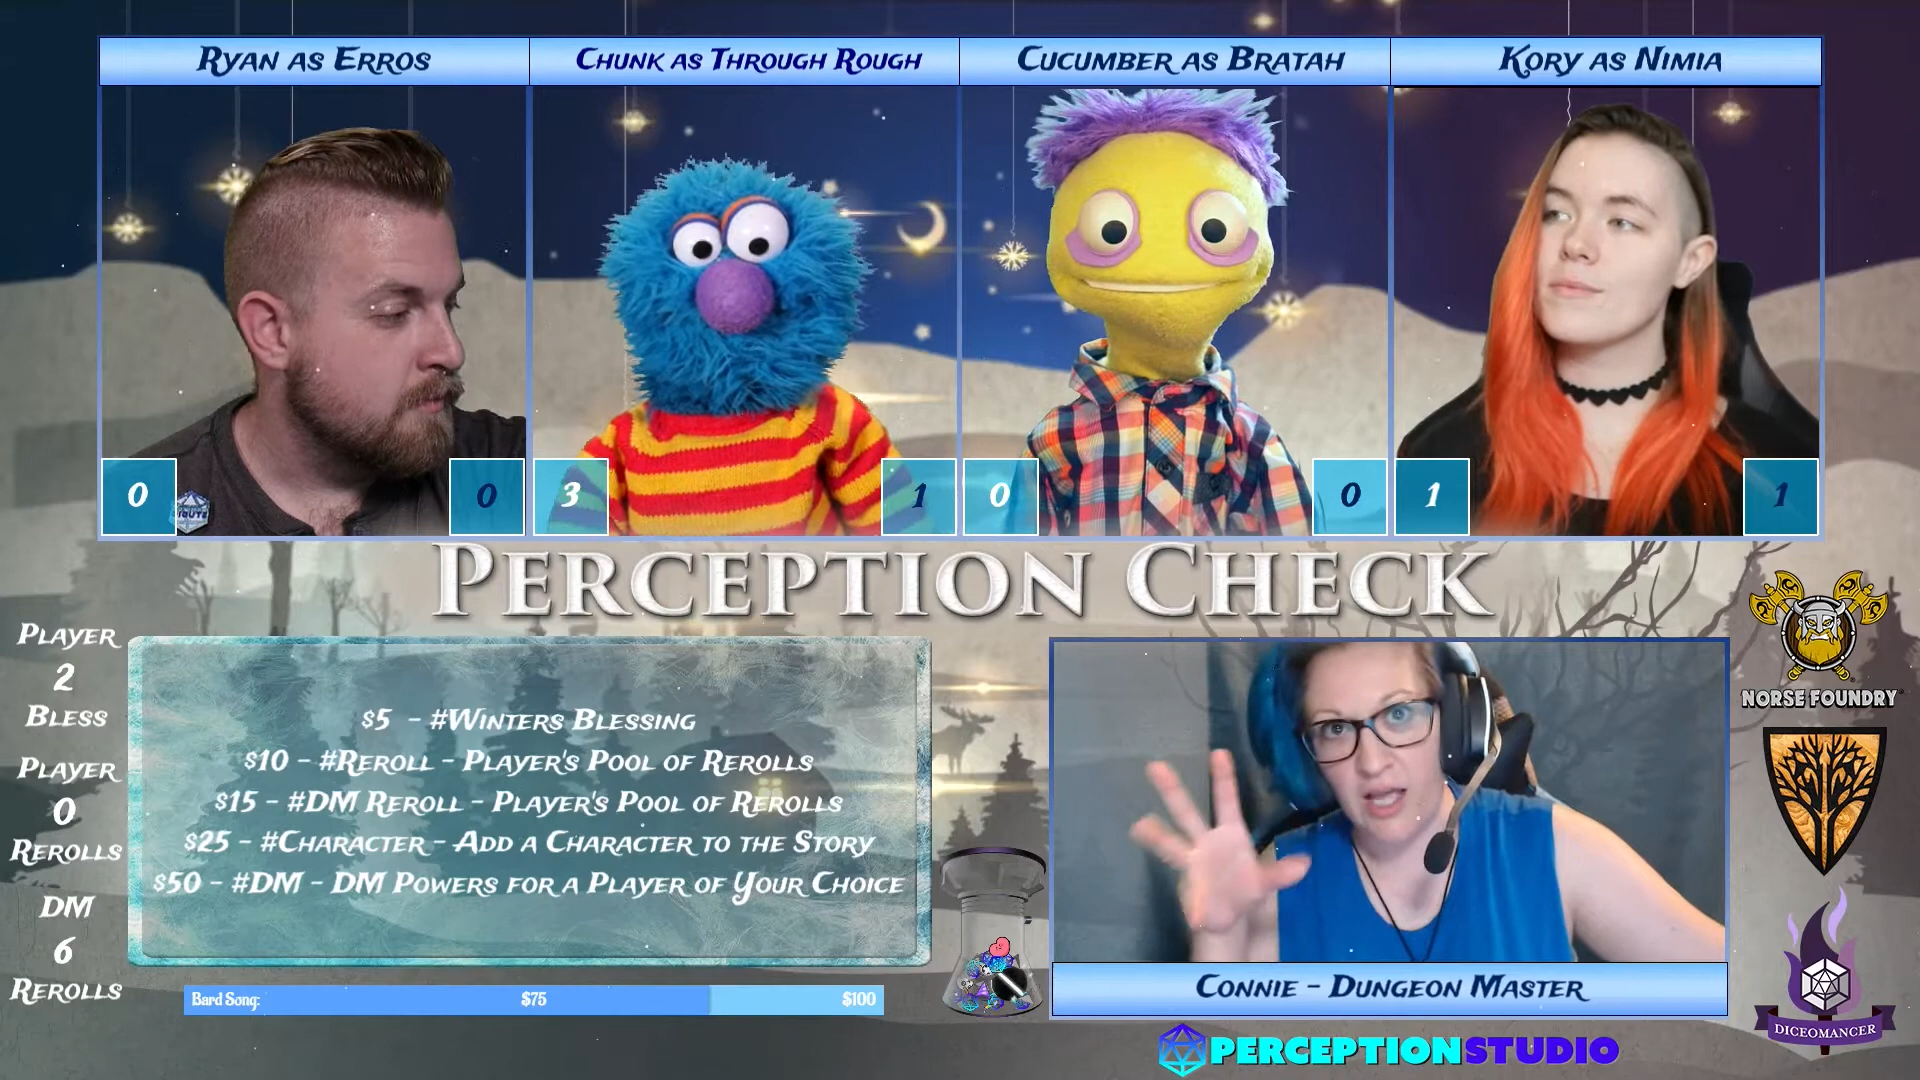 Ryan as Erros
Chunk as Through Rough
Cucumber as Bratah
Kory as Nimia
0
0
3
1
0
0
1
1
Perception Check
Player
2
Bless
Player
0
Rerolls
DM
6
Rerolls
$5 - #Winters Blessing
$10 - #Reroll - Player's Pool of Rerolls
$15 - #DM Reroll - Player's Pool of Rerolls
$25 - #Character - Add a Character to the Story
$50 - #DM - DM Powers for a Player of Your Choice
Bard Song:
$75
$100
Connie - Dungeon Master
NORSE FOUNDRY
DICEOMANCER
PERCEPTIONSTUDIO